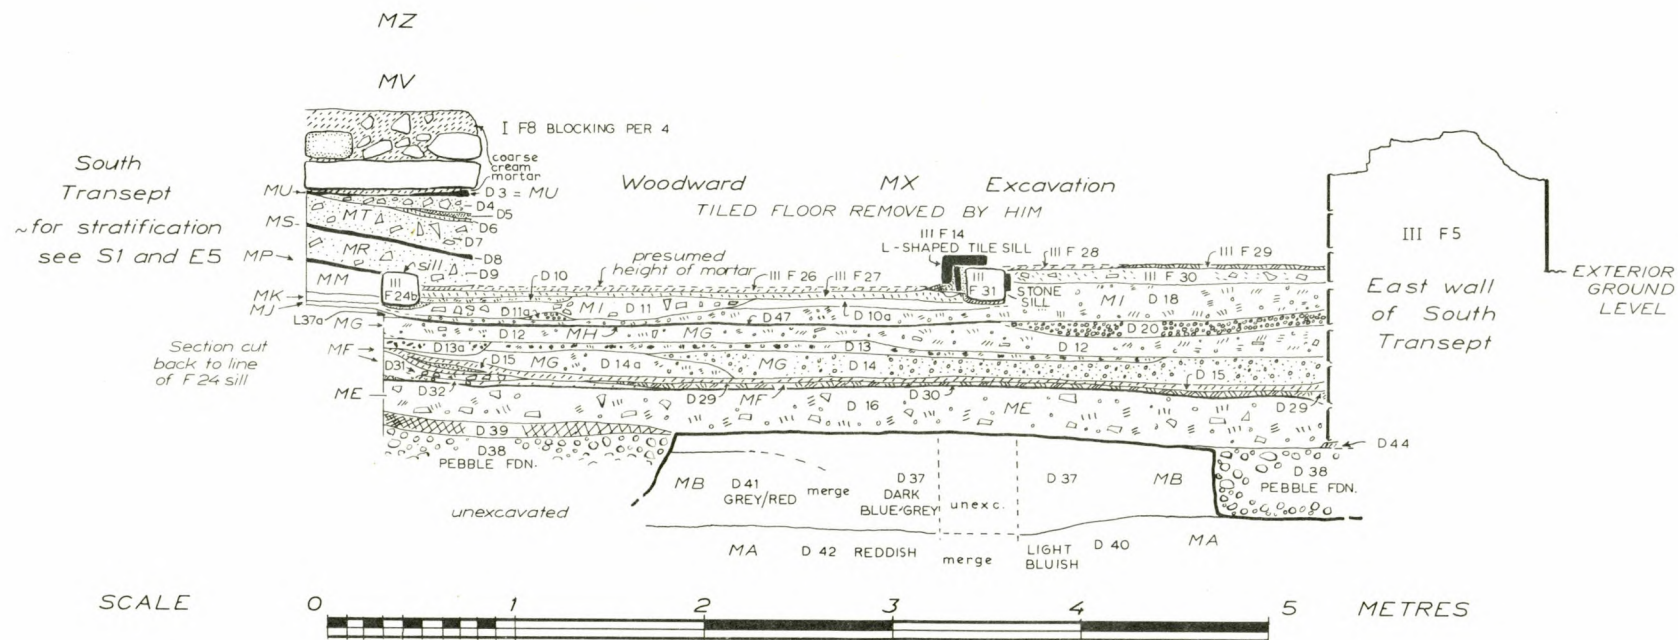 MZ
MV
I F8 BLOCKING PER 4
coarse
cream
mortar
South
Transept
~for stratification
see S1 and E5
MU
D3 = MU
D4
D5
MS
MT
D6
D7
MP
MR
D8
D9
MM
sill
III
F24b
MK
MJ
L37a
Woodward MX Excavation
TILED FLOOR REMOVED BY HIM
III F14
L-SHAPED TILE SILL
III F28
III F29
presumed
height of mortar
D10
III F26
III F27
III
F 31
STONE
SILL
III F30
III F5
East wall
of South
Transept
EXTERIOR
GROUND
LEVEL
D11a
MI
D11
D47
D10a
MI
D18
MG
D12
MH
MG
D20
D12
MF
D13a
D13
Section cut
back to line
of F24 sill
D31
D15
MG
D14a
MG
D14
D15
ME
D32
D29
MF
D30
D29
D16
ME
D39
D38
PEBBLE FDN.
D44
D38
PEBBLE FDN.
unexcavated
MB
D41
GREY/RED
merge
D37
DARK
BLUE/GREY
unexc.
D37
MB
MA
D42 REDDISH
merge
LIGHT
BLUISH
D40
MA
SCALE 0 1 2 3 4 5 METRES